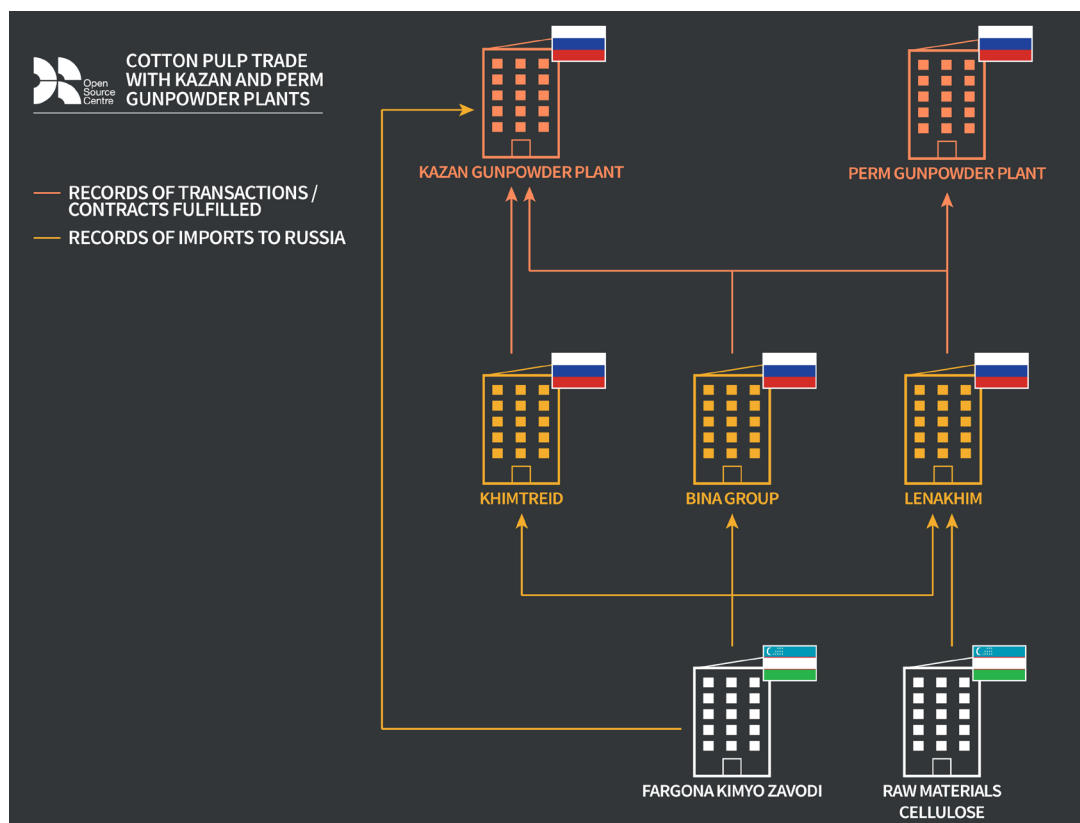 Open
Source
Centre
COTTON PULP TRADE
WITH KAZAN AND PERM
GUNPOWDER PLANTS
RECORDS OF TRANSACTIONS /
CONTRACTS FULFILLED
RECORDS OF IMPORTS TO RUSSIA
KAZAN GUNPOWDER PLANT
PERM GUNPOWDER PLANT
KHIMTREID
BINA GROUP
LENAKHIM
FARGONA KIMYO ZAVODI
RAW MATERIALS
CELLULOSE